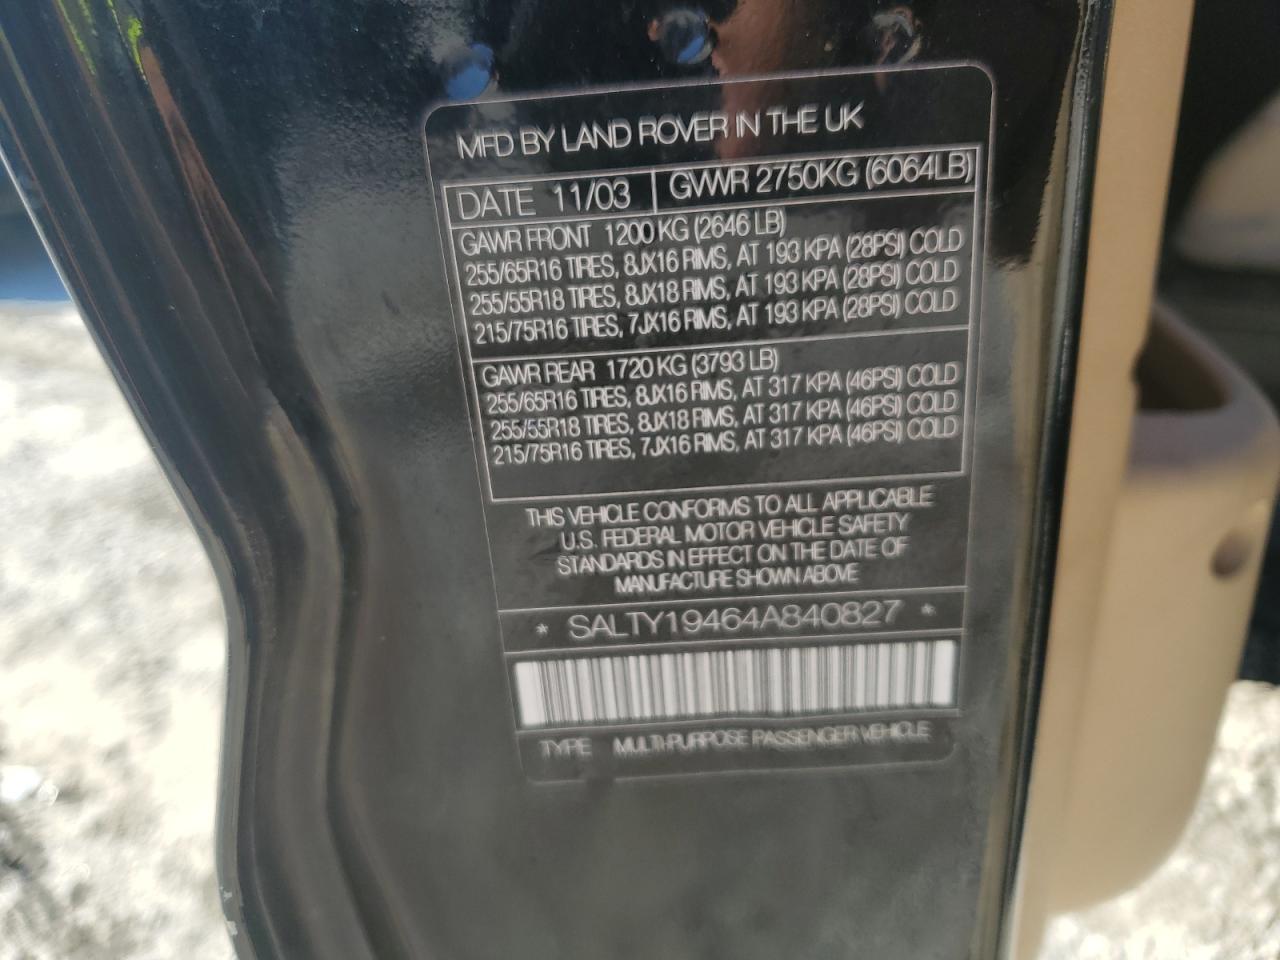 MFD BY LAND ROVER IN THE UK
DATE 11/03 GVWR 2750KG (6064LB)
GAWR FRONT 1200 KG (2646 LB)
255/65R16 TIRES, 8JX16 RIMS, AT 193 KPA (28PSI) COLD
255/55R18 TIRES, 8JX18 RIMS, AT 193 KPA (28PSI) COLD
215/75R16 TIRES, 7JX16 RIMS, AT 193 KPA (28PSI) COLD
GAWR REAR 1720 KG (3793 LB)
255/65R16 TIRES, 8JX16 RIMS, AT 317 KPA (46PSI) COLD
255/55R18 TIRES, 8JX18 RIMS, AT 317 KPA (46PSI) COLD
215/75R16 TIRES, 7JX16 RIMS, AT 317 KPA (46PSI) COLD
THIS VEHICLE CONFORMS TO ALL APPLICABLE
U.S. FEDERAL MOTOR VEHICLE SAFETY
STANDARDS IN EFFECT ON THE DATE OF
MANUFACTURE SHOWN ABOVE
* SALTY19464A840827 *
TYPE MULTI-PURPOSE PASSENGER VEHICLE